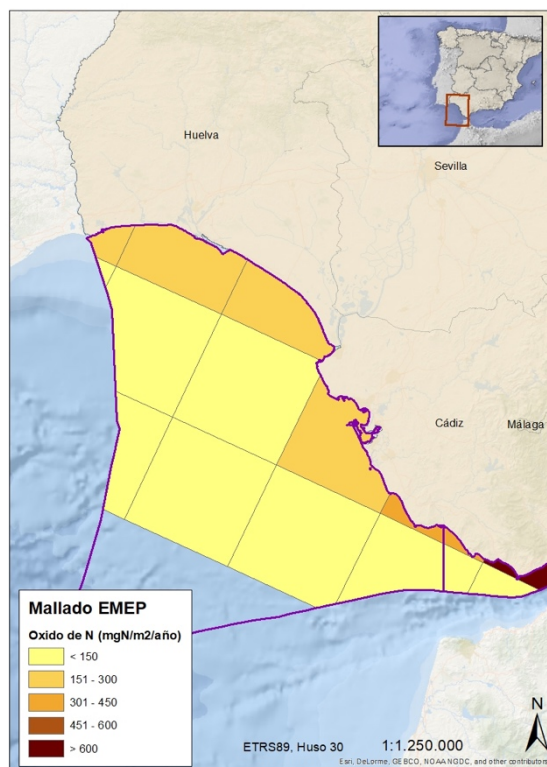 Huelva
Sevilla
Cádiz
Málaga
Mallado EMEP
Oxido de N (mgN/m2/año)
< 150
151 - 300
301 - 450
451 - 600
> 600
N
ETRS89, Huso 30
1:1.250.000
Esri, DeLorme, GEBCO, NOAA NGDC, and other contributors